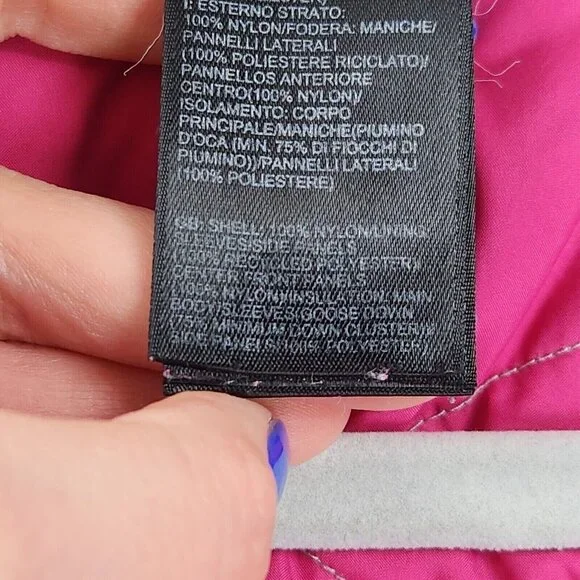 I: ESTERNO STRATO:
100% NYLON/FODERA: MANICHE/
PANNELLI LATERALI
(100% POLIESTERE RICICLATO)/
PANNELLOS ANTERIORE
CENTRO(100% NYLON)/
ISOLAMENTO: CORPO
PRINCIPALE/MANICHE(PIUMINO
D'OCA (MIN. 75% DI FIOCCHI DI
PIUMINO))/PANNELLI LATERALI
(100% POLIESTERE)
GB: SHELL: 100% NYLON/LINING:
SLEEVES/SIDE PANELS
(100% RECYCLED POLYESTER)/
CENTER FRONT PANELS
(100% NYLON)/INSULATION: MAIN
BODY/SLEEVES(GOOSE DOWN
(75% MINIMUM DOWN CLUSTER))/
SIDE PANELS(100% POLYESTER)